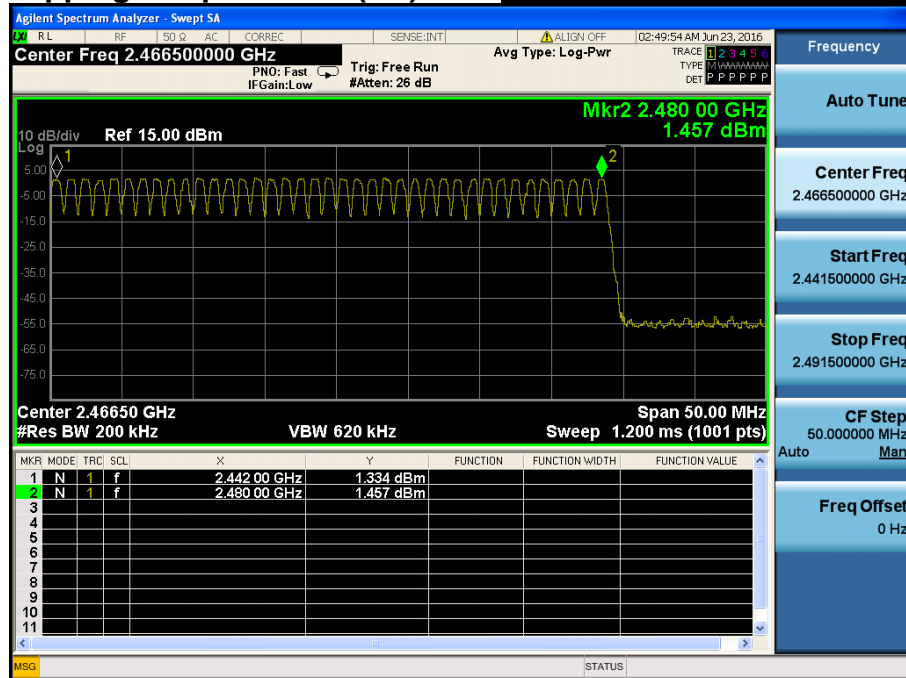 Agilent Spectrum Analyzer - Swept SA
LXI RL RF 50 Ω AC CORREC SENSE:INT ALIGN OFF 02:49:54 AM Jun 23, 2016
Center Freq 2.466500000 GHz
PNO: Fast
IFGain:Low
Trig: Free Run
#Atten: 26 dB
Avg Type: Log-Pwr
TRACE 1 2 3 4 5 6
TYPE M W W W W W
DET P P P P P P
Mkr2 2.480 00 GHz
1.457 dBm
10 dB/div Ref 15.00 dBm
Log
1
2
5.00
-5.00
-15.0
-25.0
-35.0
-45.0
-55.0
-65.0
-75.0
Center 2.46650 GHz Span 50.00 MHz
#Res BW 200 kHz VBW 620 kHz Sweep 1.200 ms (1001 pts)
MKR MODE TRC SCL X Y FUNCTION FUNCTION WIDTH FUNCTION VALUE
1 N 1 f 2.442 00 GHz 1.334 dBm
2 N 1 f 2.480 00 GHz 1.457 dBm
3
4
5
6
7
8
9
10
11
MSG STATUS
Frequency
Auto Tune
Center Freq
2.466500000 GHz
Start Freq
2.441500000 GHz
Stop Freq
2.491500000 GHz
CF Step
50.000000 MHz
Auto Man
Freq Offset
0 Hz